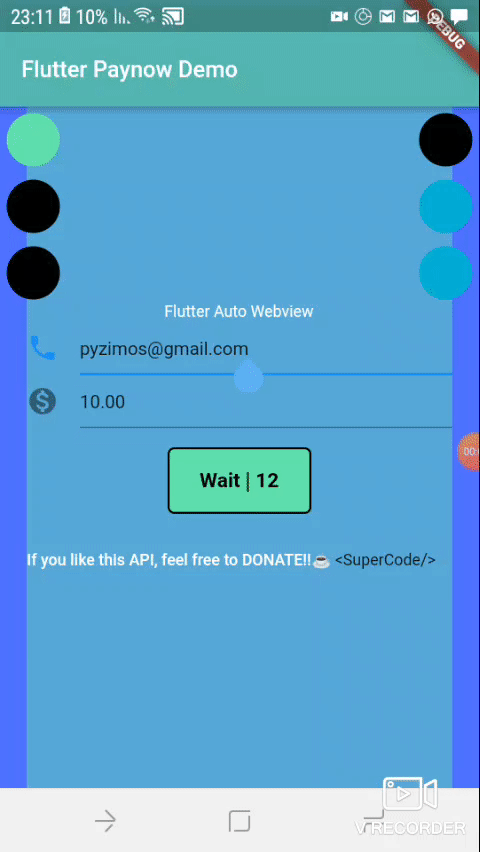 23:11 10%
DEBUG
Flutter Paynow Demo
Flutter Auto Webview
pyzimos@gmail.com
10.00
Wait | 12
If you like this API, feel free to DONATE!!☕ <SuperCode/>
V RECORDER